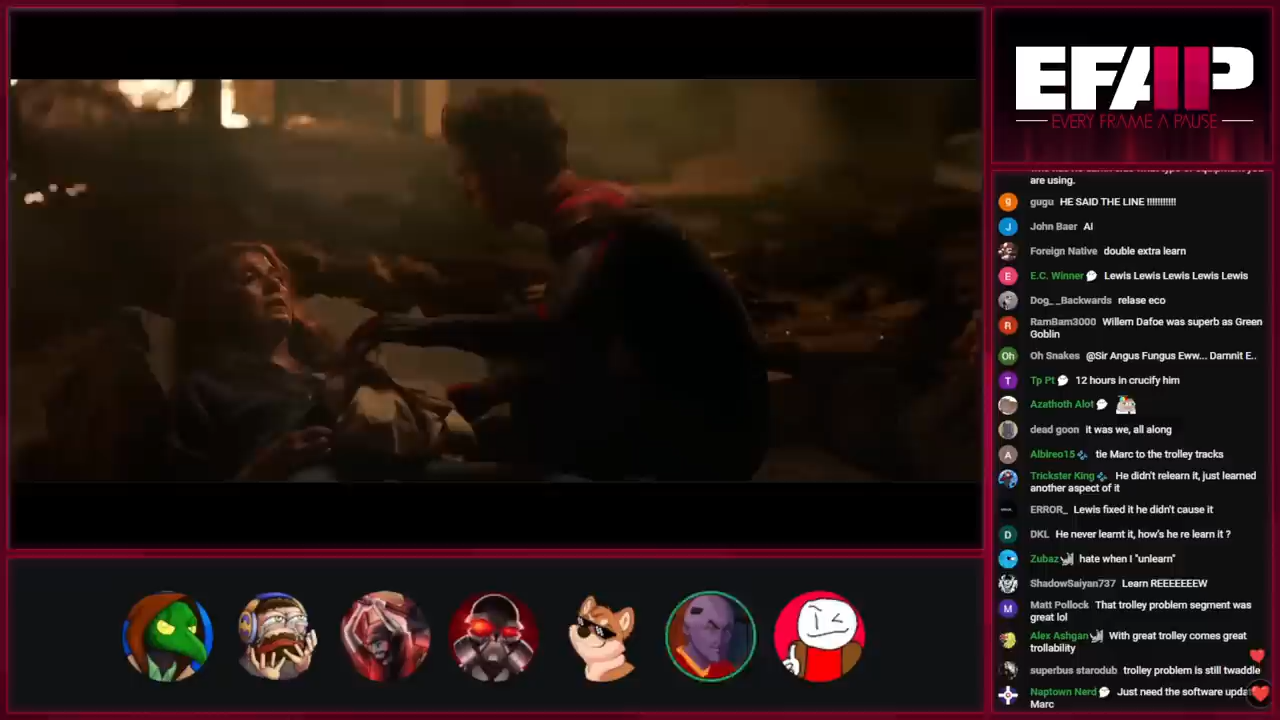 EFAP
EVERY FRAME A PAUSE
are using.
gugu HE SAID THE LINE !!!!!!!!!!!
John Baer AI
Foreign Native double extra learn
E.C. Winner Lewis Lewis Lewis Lewis Lewis
Dog__Backwards relase eco
RamBam3000 Willem Dafoe was superb as Green
Goblin
Oh Snakes @Sir Angus Fungus Eww... Damnit E..
Tp Pt 12 hours in crucify him
Azathoth Alot
dead goon it was we, all along
Albireo15 tie Marc to the trolley tracks
Trickster King He didn't relearn it, just learned
another aspect of it
ERROR_ Lewis fixed it he didn't cause it
DKL He never learnt it, how's he re learn it ?
Zubaz hate when I "unlearn"
ShadowSaiyan737 Learn REEEEEEEW
Matt Pollock That trolley problem segment was
great lol
Alex Ashgan With great trolley comes great
trollability
superbus starodub trolley problem is still twaddle
Naptown Nerd Just need the software upda
Marc